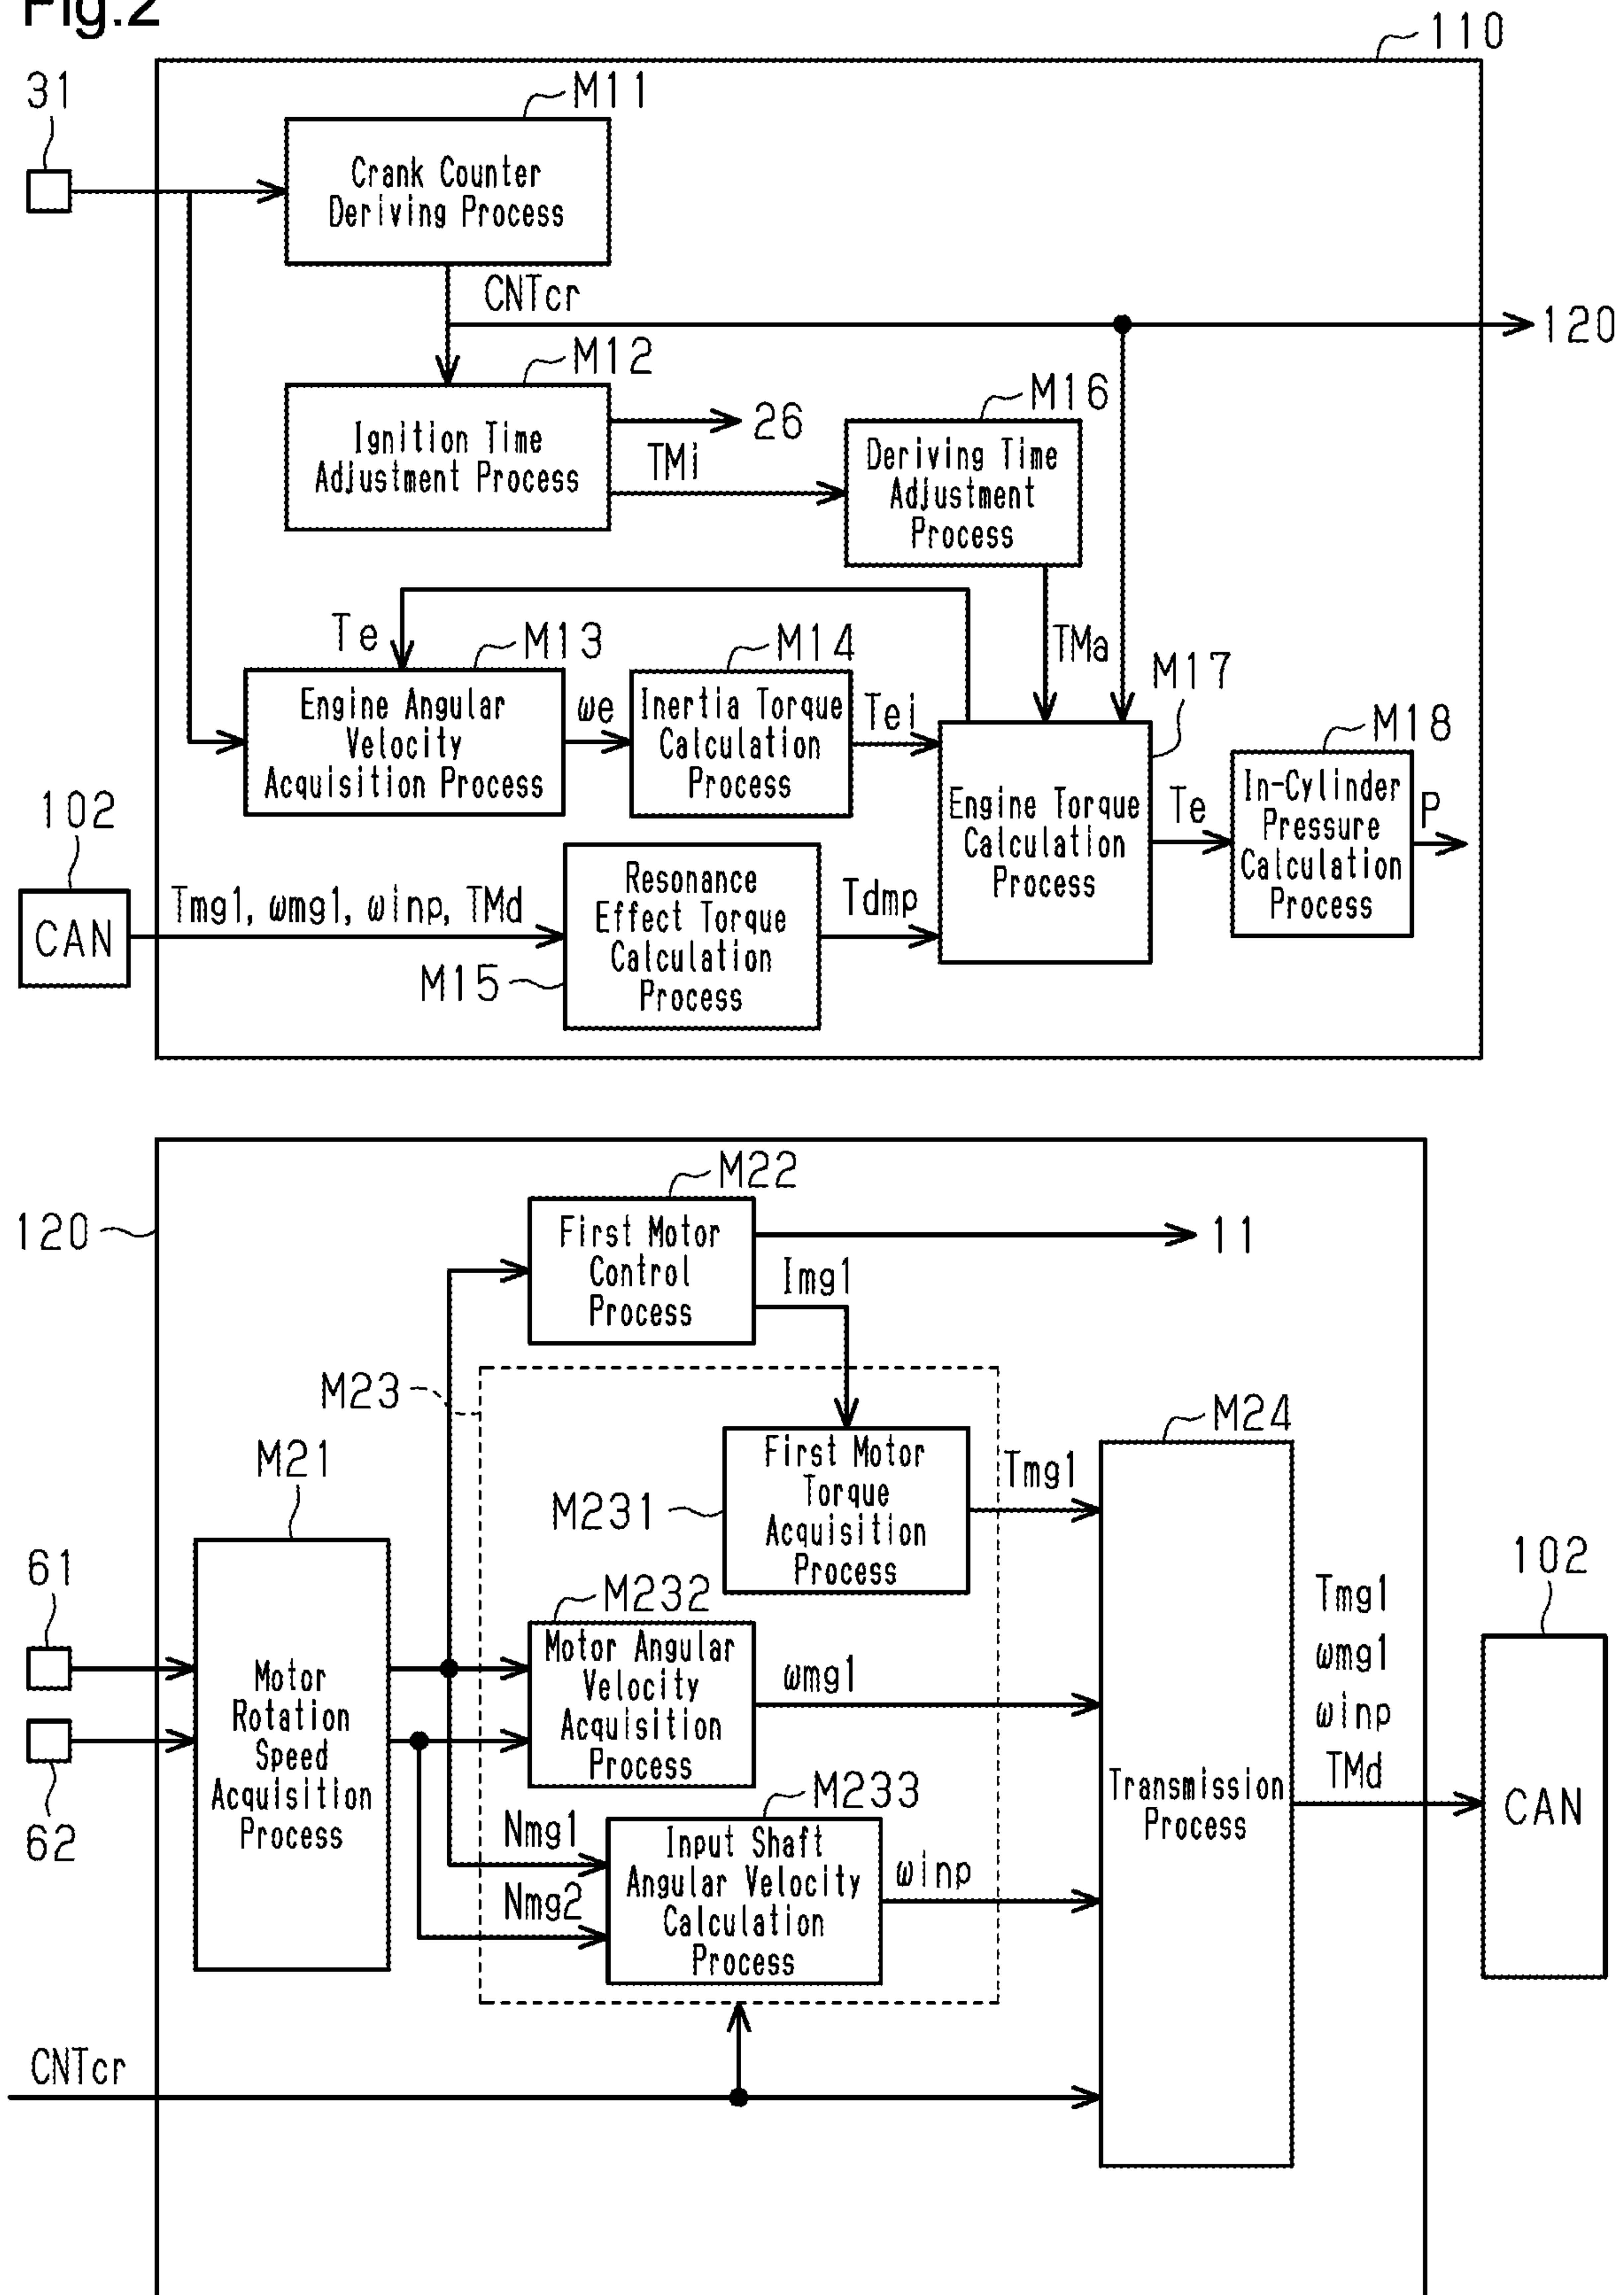 Fig.2
110
31
M11
Crank Counter
Deriving Process
CNTcr
120
M12
Ignition Time
Adjustment Process
26
TMi
M16
Deriving Time
Adjustment
Process
Te
M13
Engine Angular
Velocity
Acquisition Process
ωe
M14
Inertia Torque
Calculation
Process
Tei
TMa
M17
Engine Torque
Calculation
Process
Te
M18
In-Cylinder
Pressure
Calculation
Process
P
102
CAN
Tmg1, ωmg1, ωinp, TMd
M15
Resonance
Effect Torque
Calculation
Process
Tdmp
120
M22
First Motor
Control
Process
11
Img1
M23
M231
First Motor
Torque
Acquisition
Process
Tmg1
M24
Transmission
Process
M21
Motor
Rotation
Speed
Acquisition
Process
61
62
M232
Motor Angular
Velocity
Acquisition
Process
ωmg1
M233
Nmg1
Nmg2
Input Shaft
Angular Velocity
Calculation
Process
ωinp
Tmg1
ωmg1
ωinp
TMd
102
CAN
CNTcr